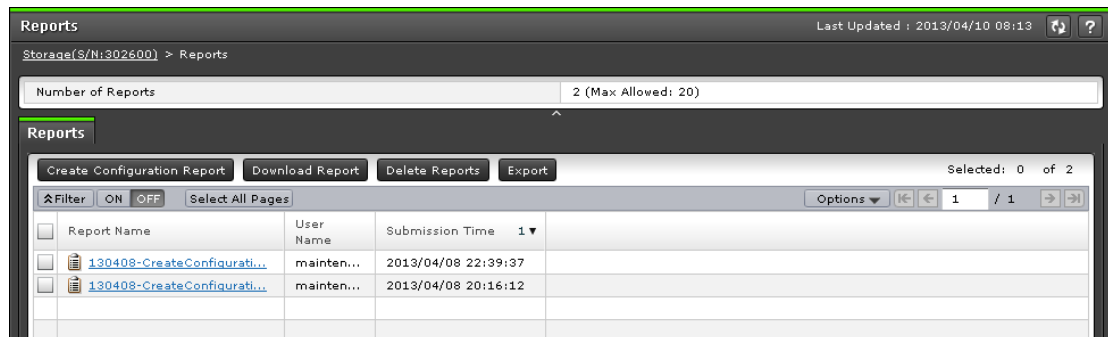 Reports Last Updated : 2013/04/10 08:13 ?
Storage(S/N:302600) > Reports
Number of Reports 2 (Max Allowed: 20)
Reports
Create Configuration Report Download Report Delete Reports Export Selected: 0 of 2
Filter ON OFF Select All Pages Options 1 / 1
Report Name User Name Submission Time 1
130408-CreateConfigurati... mainten... 2013/04/08 22:39:37
130408-CreateConfigurati... mainten... 2013/04/08 20:16:12